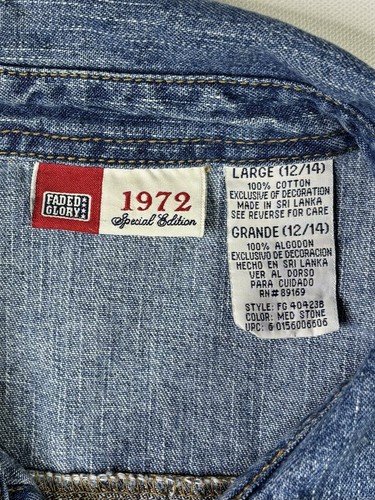 FADED
GLORY
1972
Special Edition
LARGE (12/14)
100% COTTON
EXCLUSIVE OF DECORATION
MADE IN SRI LANKA
SEE REVERSE FOR CARE
GRANDE (12/14)
100% ALGODON
EXCLUSIVO DE DECORACION
HECHO EN SRI LANKA
VER AL DORSO
PARA CUIDADO
RN# 89169
STYLE: FG 40423B
COLOR: MED STONE
UPC: 6 0156006606